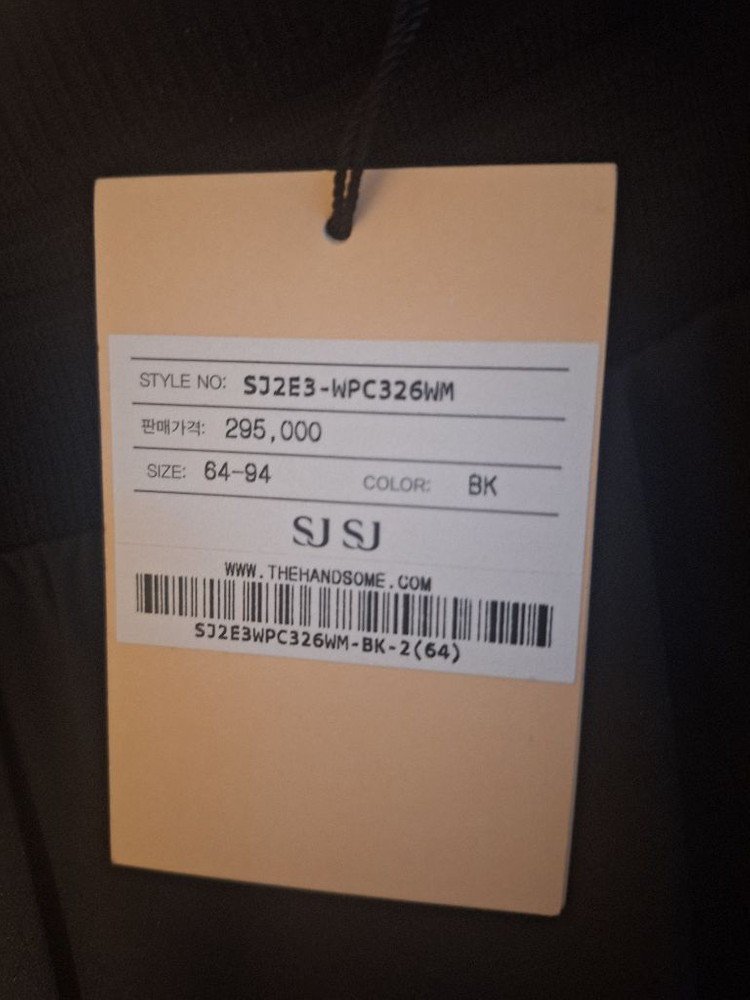 STYLE NO: SJ2E3-WPC326WM
판매가격: 295,000
SIZE: 64-94 COLOR: BK
SJ SJ
WWW.THEHANDSOME.COM
SJ2E3WPC326WM-BK-2(64)